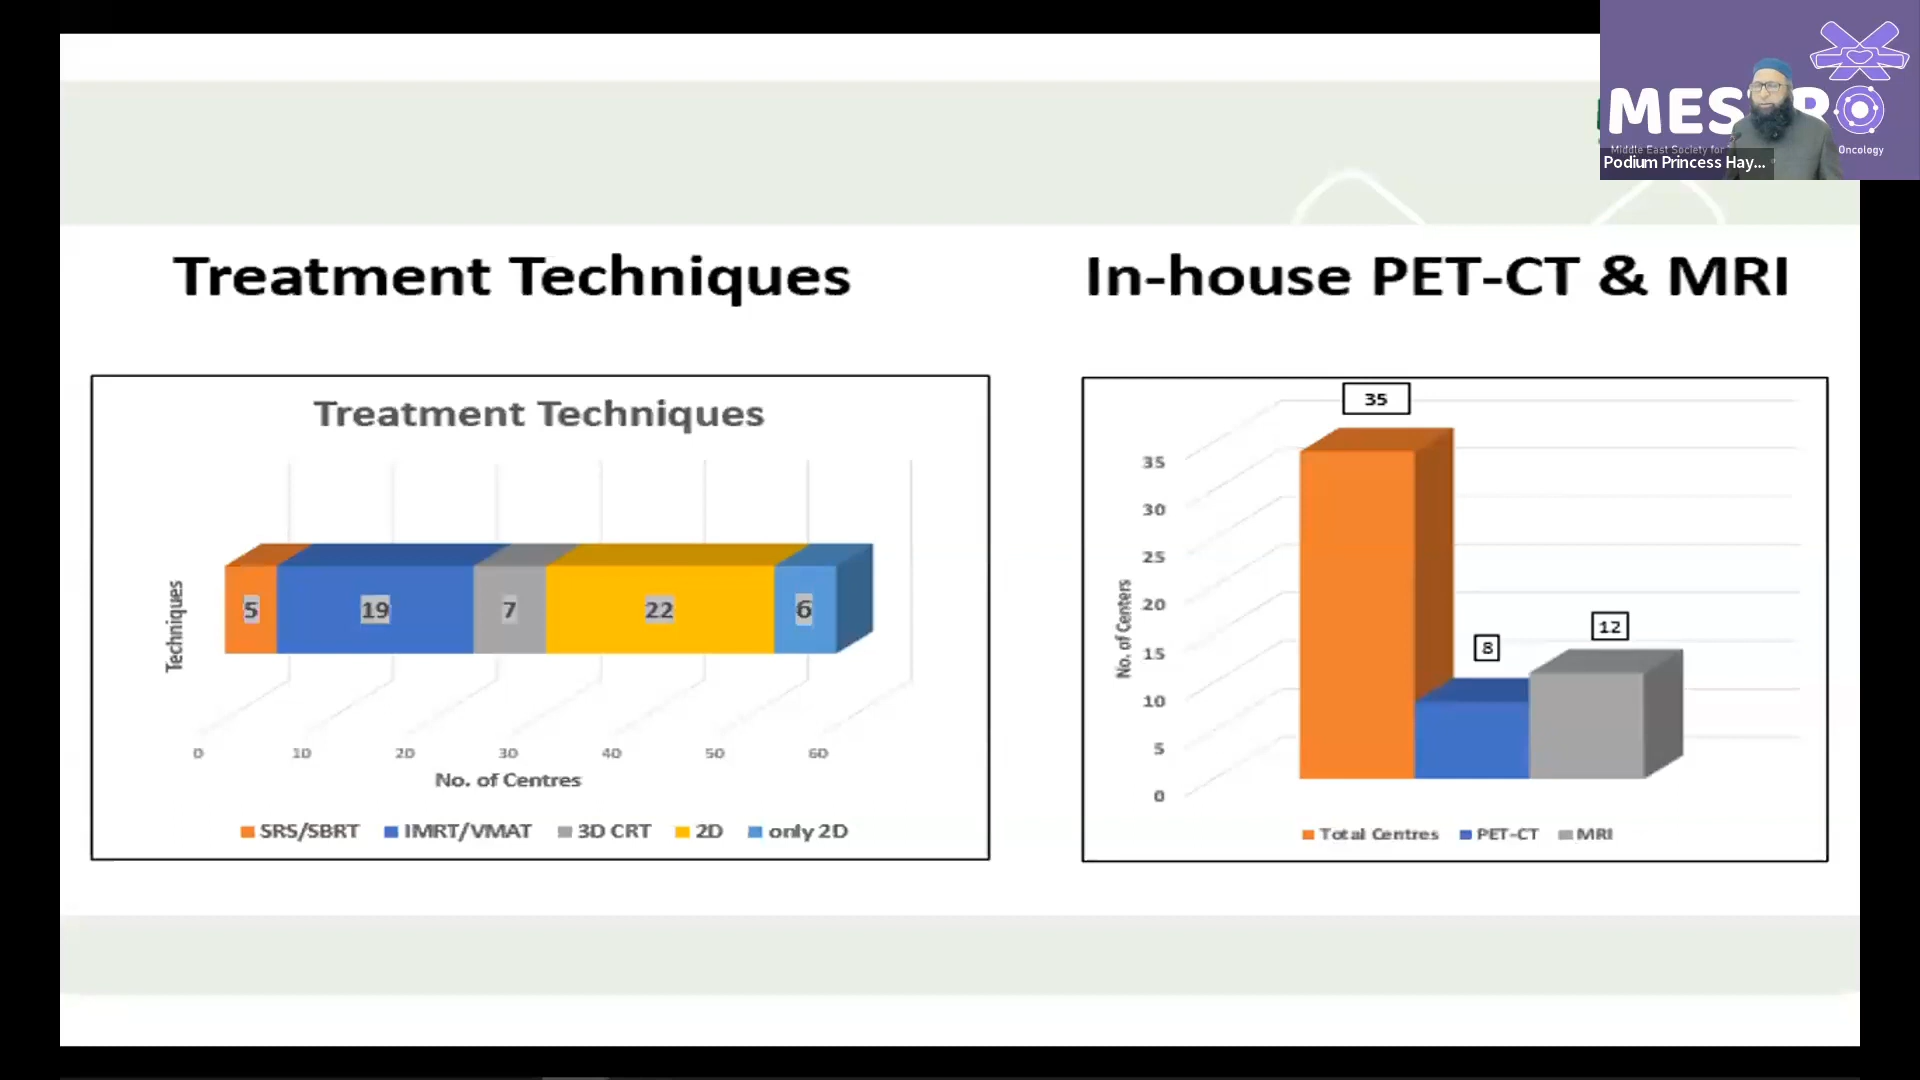 Podium Princess Hay...
Middle East Society for
Oncology
Treatment Techniques
In-house PET-CT & MRI
Treatment Techniques
Techniques
5
19
7
22
6
0 10 20 30 40 50 60
No. of Centres
SRS/SBRT IMRT/VMAT 3D CRT 2D only 2D
35
8
12
No. of Centers
35
30
25
20
15
10
5
0
Total Centres PET-CT MRI